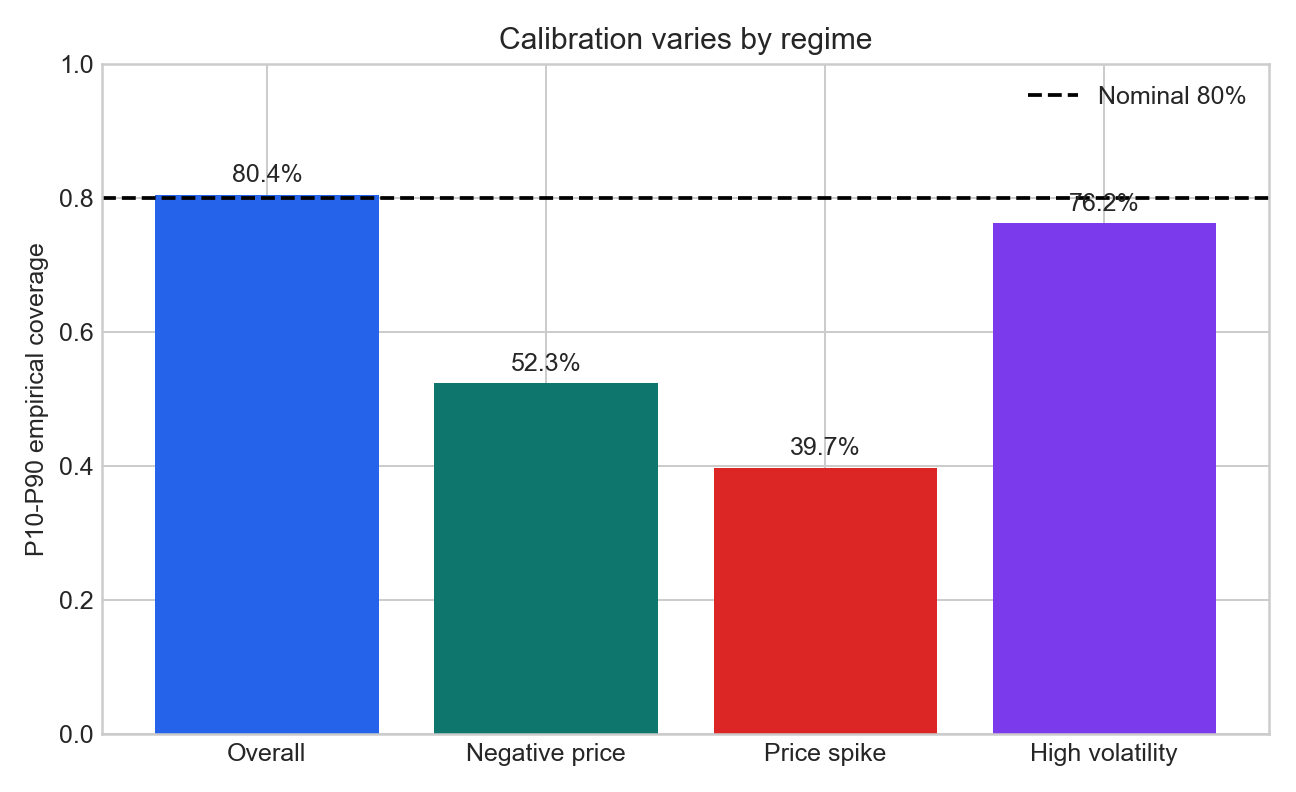 Calibration varies by regime
1.0
0.8
0.6
0.4
0.2
0.0
P10-P90 empirical coverage
Nominal 80%
80.4%
52.3%
39.7%
76.2%
Overall
Negative price
Price spike
High volatility